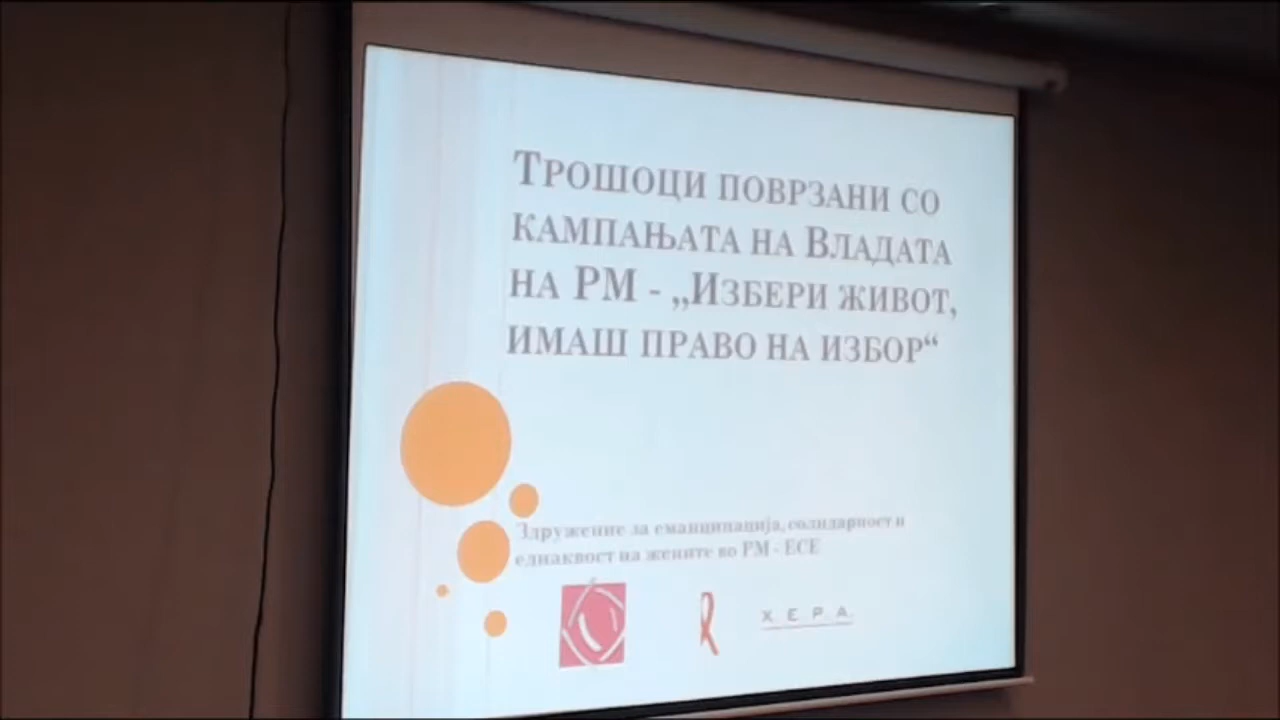 Трошоци поврзани со
кампањата на Владата
на РМ - „Избери живот,
имаш право на избор“
Здружение за еманципација, солидарност и
еднаквост на жените во РМ - ЕСЕ
ХЕРА